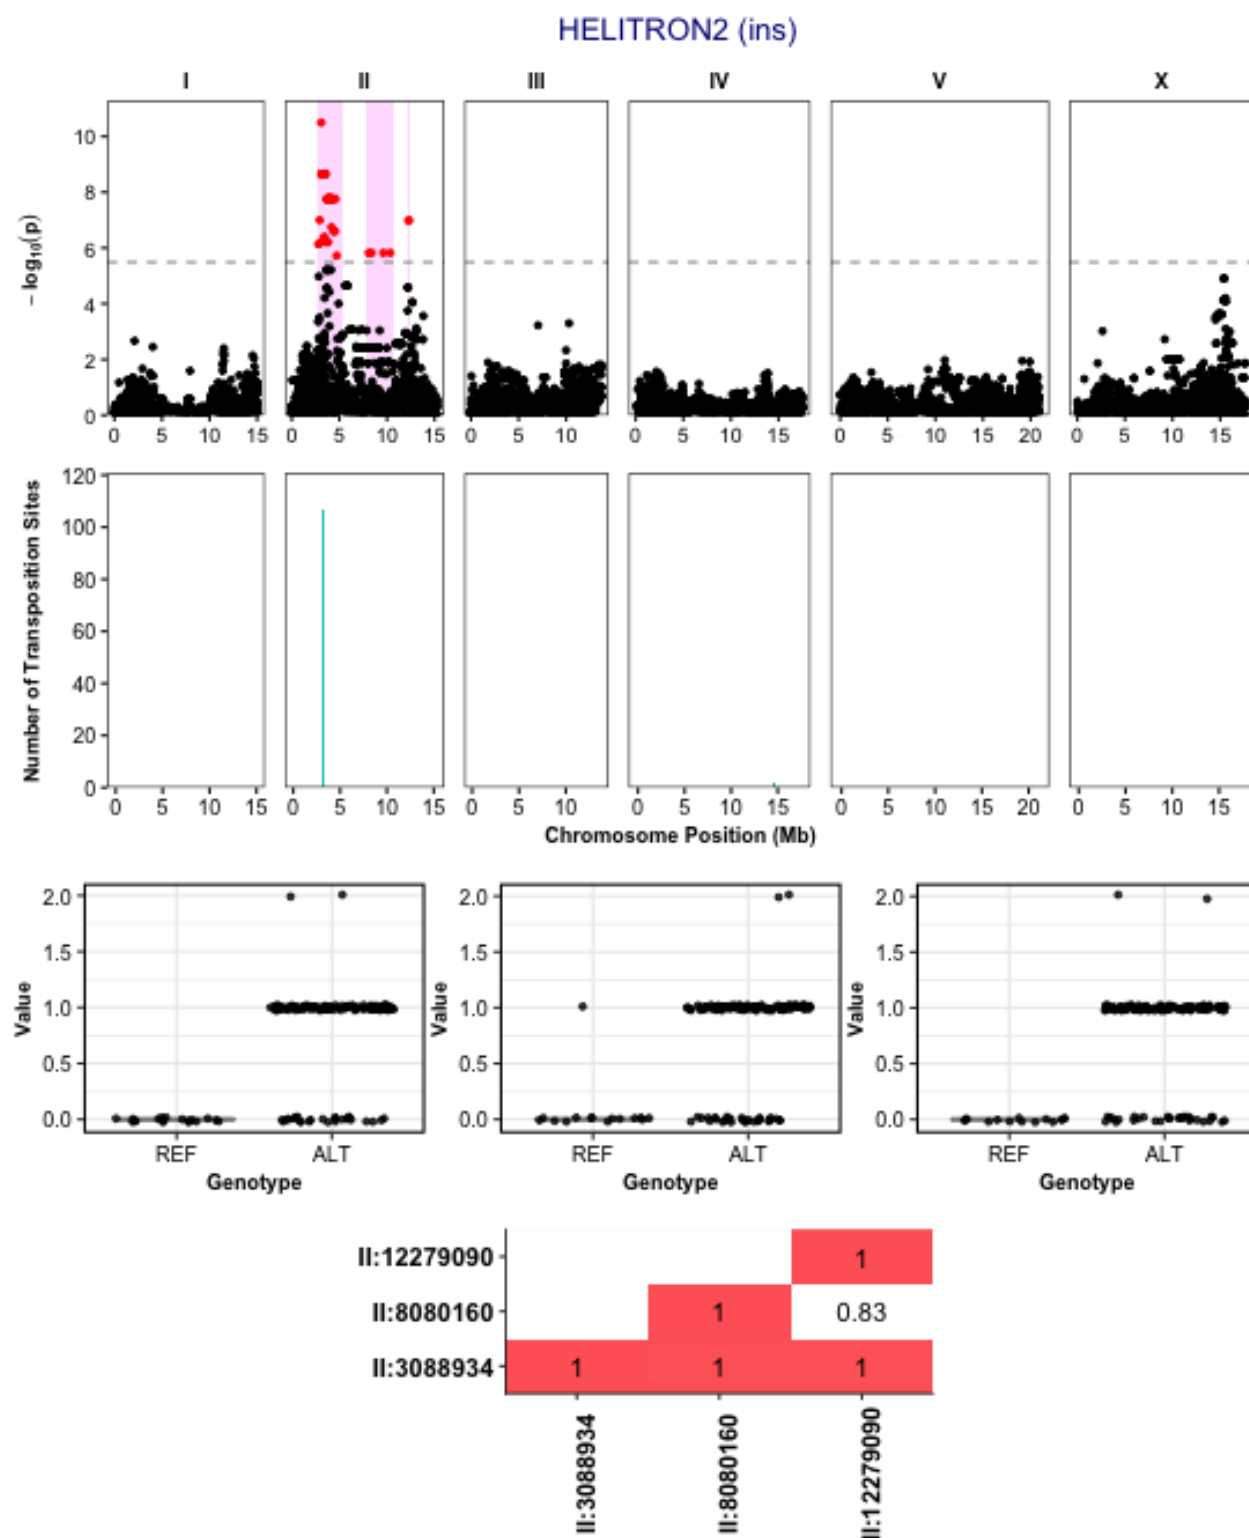 HELITRON2 (ins)
I II III IV V X
− log₁₀(p)
10
8
6
4
2
0
0 5 10 15 0 5 10 15 0 5 10 0 5 10 15 0 5 10 15 20 0 5 10 15
Number of Transposition Sites
120
100
80
60
40
20
0
0 5 10 15 0 5 10 15 0 5 10 0 5 10 15 0 5 10 15 20 0 5 10 15
Chromosome Position (Mb)
Value
2.0
1.5
1.0
0.5
0.0
REF ALT
Genotype
Value
2.0
1.5
1.0
0.5
0.0
REF ALT
Genotype
Value
2.0
1.5
1.0
0.5
0.0
REF ALT
Genotype
II:12279090 1
II:8080160 1 0.83
II:3088934 1 1 1
II:3088934
II:8080160
II:12279090